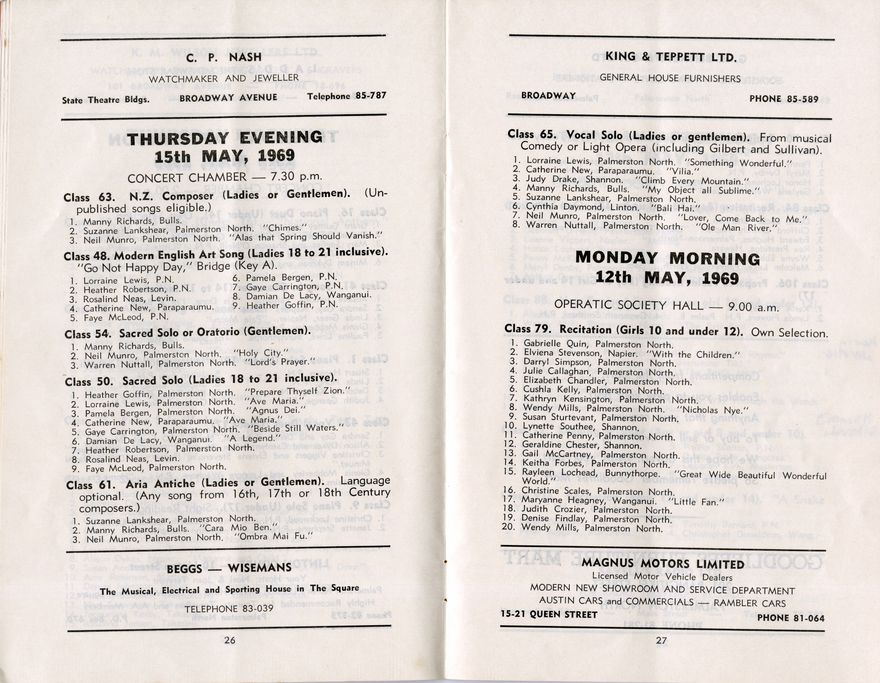 C. P. NASH
WATCHMAKER AND JEWELLER
State Theatre Bldgs. BROADWAY AVENUE - Telephone 85-787
THURSDAY EVENING
15th MAY, 1969
CONCERT CHAMBER — 7.30 p.m.
Class 63. N.Z. Composer (Ladies or Gentlemen). (Un-
published songs eligible.)
1. Manny Richards, Bulls.
2. Suzanne Lankshear, Palmerston North. "Chimes."
3. Neil Munro, Palmerston North. "Alas that Spring Should Vanish."
Class 48. Modern English Art Song (Ladies 18 to 21 inclusive).
"Go Not Happy Day," Bridge (Key A).
1. Lorraine Lewis, P.N.
2. Heather Robertson, P.N.
3. Rosalind Neas, Levin.
4. Catherine New, Paraparaumu.
5. Faye McLeod, P.N.
6. Pamela Bergen, P.N.
7. Gaye Carrington, P.N.
8. Damian De Lacy, Wanganui.
9. Heather Goffin, P.N.
Class 54. Sacred Solo or Oratorio (Gentlemen).
1. Manny Richards, Bulls.
2. Neil Munro, Palmerston North. "Holy City."
3. Warren Nuttall, Palmerston North. "Lord's Prayer."
Class 50. Sacred Solo (Ladies 18 to 21 inclusive).
1. Heather Goffin, Palmerston North. "Prepare Thyself Zion."
2. Lorraine Lewis, Palmerston North. "Ave Maria."
3. Pamela Bergen, Palmerston North. "Agnus Dei."
4. Catherine New, Paraparaumu. "Ave Maria."
5. Gaye Carrington, Palmerston North. "Beside Still Waters."
6. Damian De Lacy, Wanganui. "A Legend."
7. Heather Robertson, Palmerston North.
8. Rosalind Neas, Levin.
9. Faye McLeod, Palmerston North.
Class 61. Aria Antiche (Ladies or Gentlemen). Language
optional. (Any song from 16th, 17th or 18th Century
composers.)
1. Suzanne Lankshear, Palmerston North.
2. Manny Richards, Bulls. "Cara Mio Ben."
3. Neil Munro, Palmerston North. "Ombra Mai Fu."
BEGGS — WISEMANS
The Musical, Electrical and Sporting House in The Square
TELEPHONE 83-039
26
KING & TEPPETT LTD.
GENERAL HOUSE FURNISHERS
BROADWAY PHONE 85-589
Class 65. Vocal Solo (Ladies or gentlemen). From musical
Comedy or Light Opera (including Gilbert and Sullivan).
1. Lorraine Lewis, Palmerston North. "Something Wonderful."
2. Catherine New, Paraparaumu. "Vilia."
3. Judy Drake, Shannon. "Climb Every Mountain."
4. Manny Richards, Bulls. "My Object all Sublime."
5. Suzanne Lankshear, Palmerston North.
6. Cynthia Daymond, Linton. "Bali Hai."
7. Neil Munro, Palmerston North. "Lover, Come Back to Me."
8. Warren Nuttall, Palmerston North. "Ole Man River."
MONDAY MORNING
12th MAY, 1969
OPERATIC SOCIETY HALL — 9.00 a.m.
Class 79. Recitation (Girls 10 and under 12). Own Selection.
1. Gabrielle Quin, Palmerston North.
2. Elviena Stevenson, Napier. "With the Children."
3. Darryl Simpson, Palmerston North.
4. Julie Callaghan, Palmerston North.
5. Elizabeth Chandler, Palmerston North.
6. Cushla Kelly, Palmerston North.
7. Kathryn Kensington, Palmerston North.
8. Wendy Mills, Palmerston North. "Nicholas Nye."
9. Susan Sturtevant, Palmerston North.
10. Lynette Southee, Shannon.
11. Catherine Penny, Palmerston North.
12. Geraldine Chester, Shannon.
13. Gail McCartney, Palmerston North.
14. Keitha Forbes, Palmerston North.
15. Rayleen Lochead, Bunnythorpe. "Great Wide Beautiful Wonderful
World."
16. Christine Scales, Palmerston North.
17. Maryanne Heagney, Wanganui. "Little Fan."
18. Judith Crozier, Palmerston North.
19. Denise Findlay, Palmerston North.
20. Wendy Mills, Palmerston North.
MAGNUS MOTORS LIMITED
Licensed Motor Vehicle Dealers
MODERN NEW SHOWROOM AND SERVICE DEPARTMENT
AUSTIN CARS and COMMERCIALS — RAMBLER CARS
15-21 QUEEN STREET PHONE 81-064
27